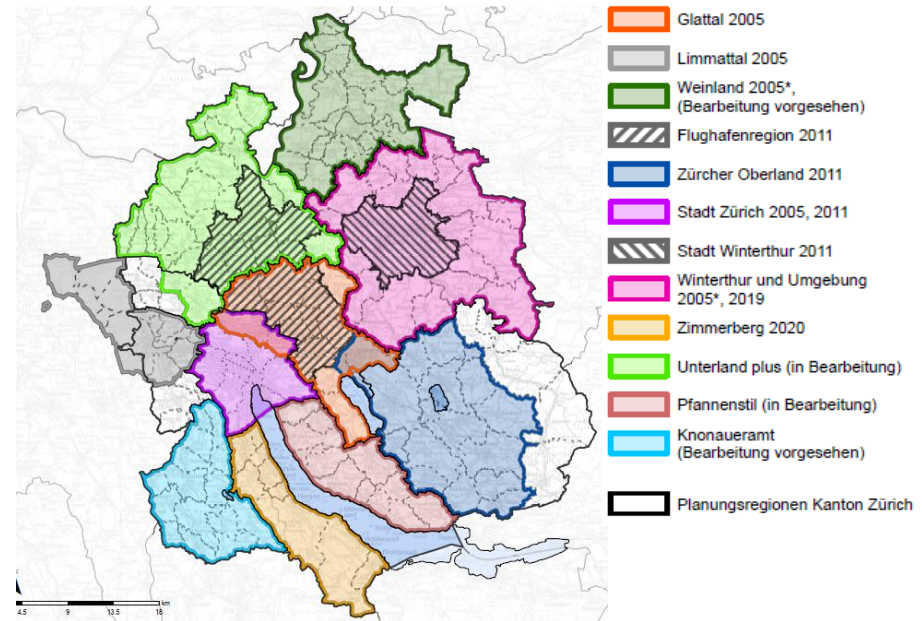 Glattal 2005
Limmattal 2005
Weinland 2005*,
(Bearbeitung vorgesehen)
Flughafenregion 2011
Zürcher Oberland 2011
Stadt Zürich 2005, 2011
Stadt Winterthur 2011
Winterthur und Umgebung
2005*, 2019
Zimmerberg 2020
Unterland plus (in Bearbeitung)
Pfannenstil (in Bearbeitung)
Knonaueramt
(Bearbeitung vorgesehen)
Planungsregionen Kanton Zürich
km
4.5 9 13.5 18